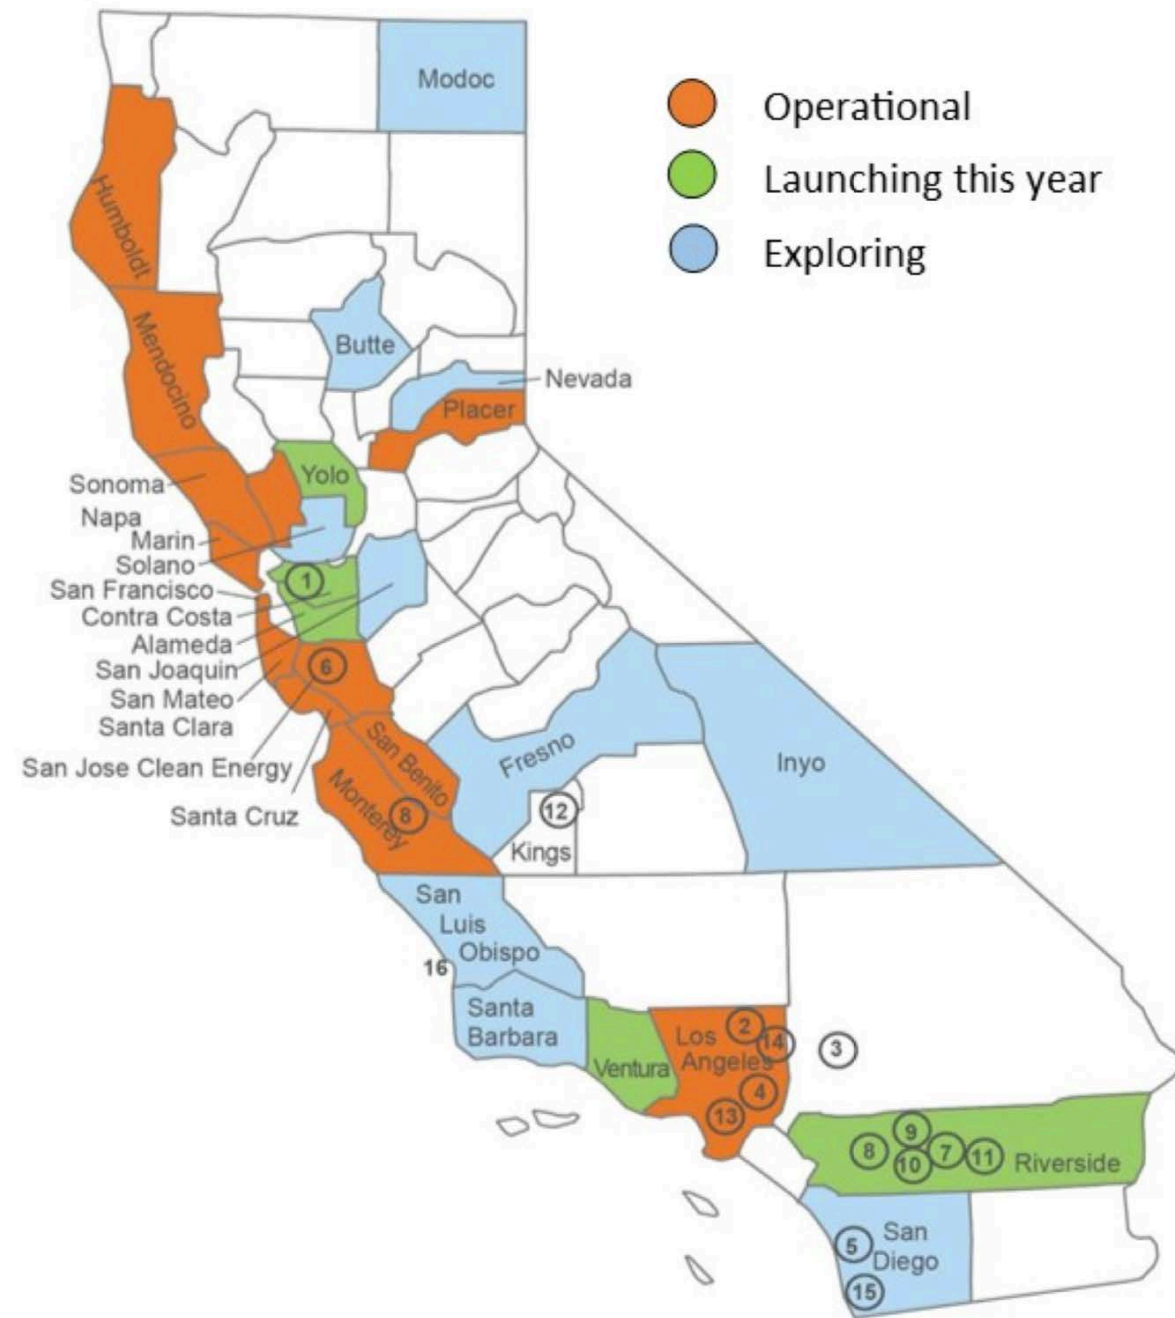 Modoc
Operational
Launching this year
Exploring
Humboldt
Mendocino
Butte
Nevada
Placer
Yolo
Sonoma
Napa
Marin
Solano
San Francisco
Contra Costa
Alameda
San Joaquin
San Mateo
Santa Clara
San Jose Clean Energy
Santa Cruz
1
6
San Benito
Monterey
8
Fresno
Inyo
12
Kings
San
Luis
Obispo
16
Santa
Barbara
Ventura
Los
Angeles
2
14
3
4
13
9
8
10
7
11
Riverside
5
San
Diego
15